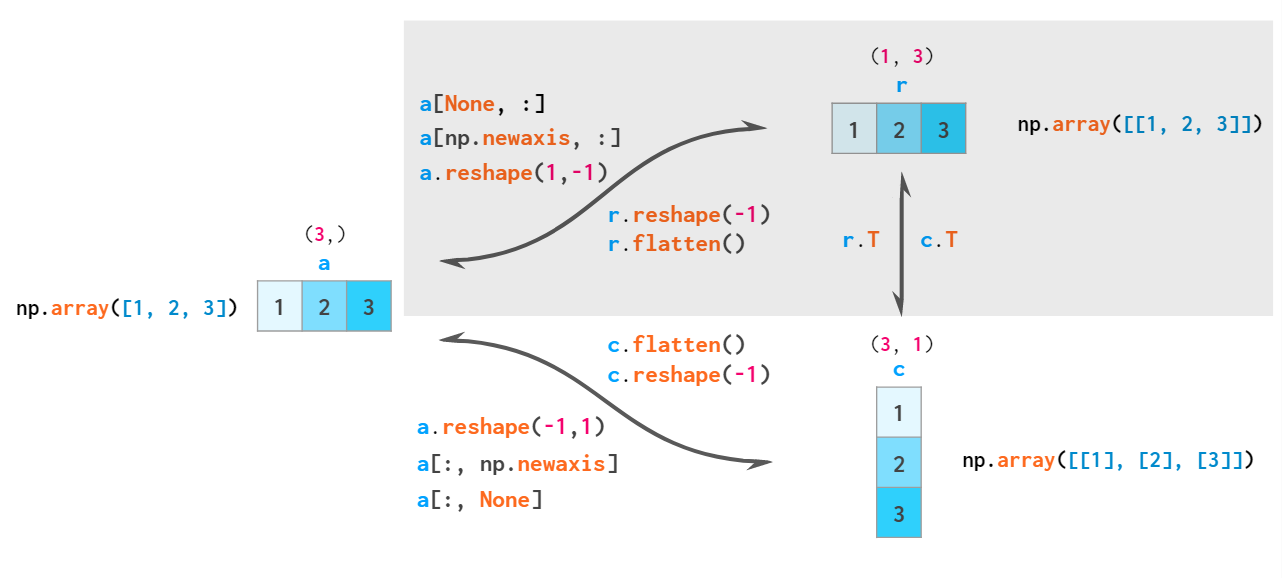 (1, 3)
r
a[None, :]
a[np.newaxis, :]
a.reshape(1,-1)
1 2 3
np.array([[1, 2, 3]])
r.reshape(-1)
r.flatten()
r.T
c.T
(3,)
a
np.array([1, 2, 3])
1 2 3
c.flatten()
c.reshape(-1)
a.reshape(-1,1)
a[:, np.newaxis]
a[:, None]
(3, 1)
c
1
2
3
np.array([[1], [2], [3]])